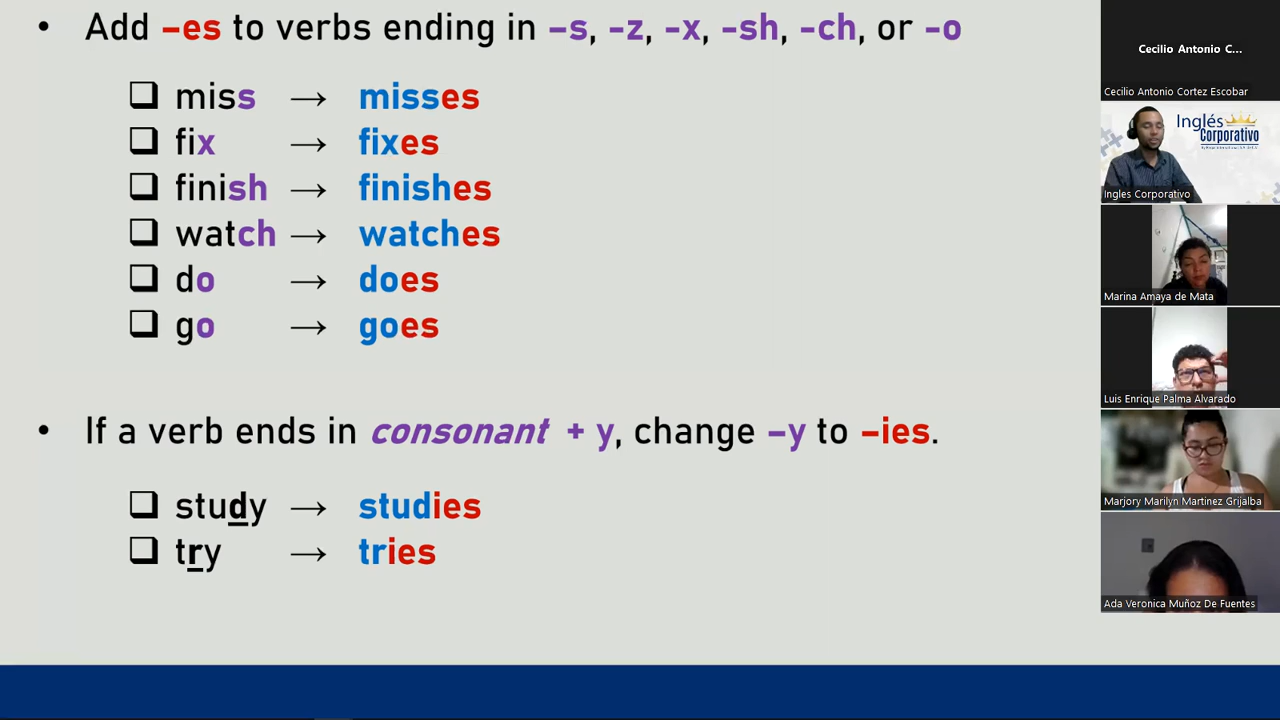 • Add –es to verbs ending in –s, -z, -x, -sh, -ch, or -o
❑ miss → misses
❑ fix → fixes
❑ finish → finishes
❑ watch → watches
❑ do → does
❑ go → goes
• If a verb ends in consonant + y, change –y to –ies.
❑ study → studies
❑ try → tries
Cecilio Antonio C...
Cecilio Antonio Cortez Escobar
Inglés
Corporativo
Ingles Corporativo
Marina Amaya de Mata
Luis Enrique Palma Alvarado
Marjory Marilyn Martinez Grijalba
Ada Veronica Muñoz De Fuentes